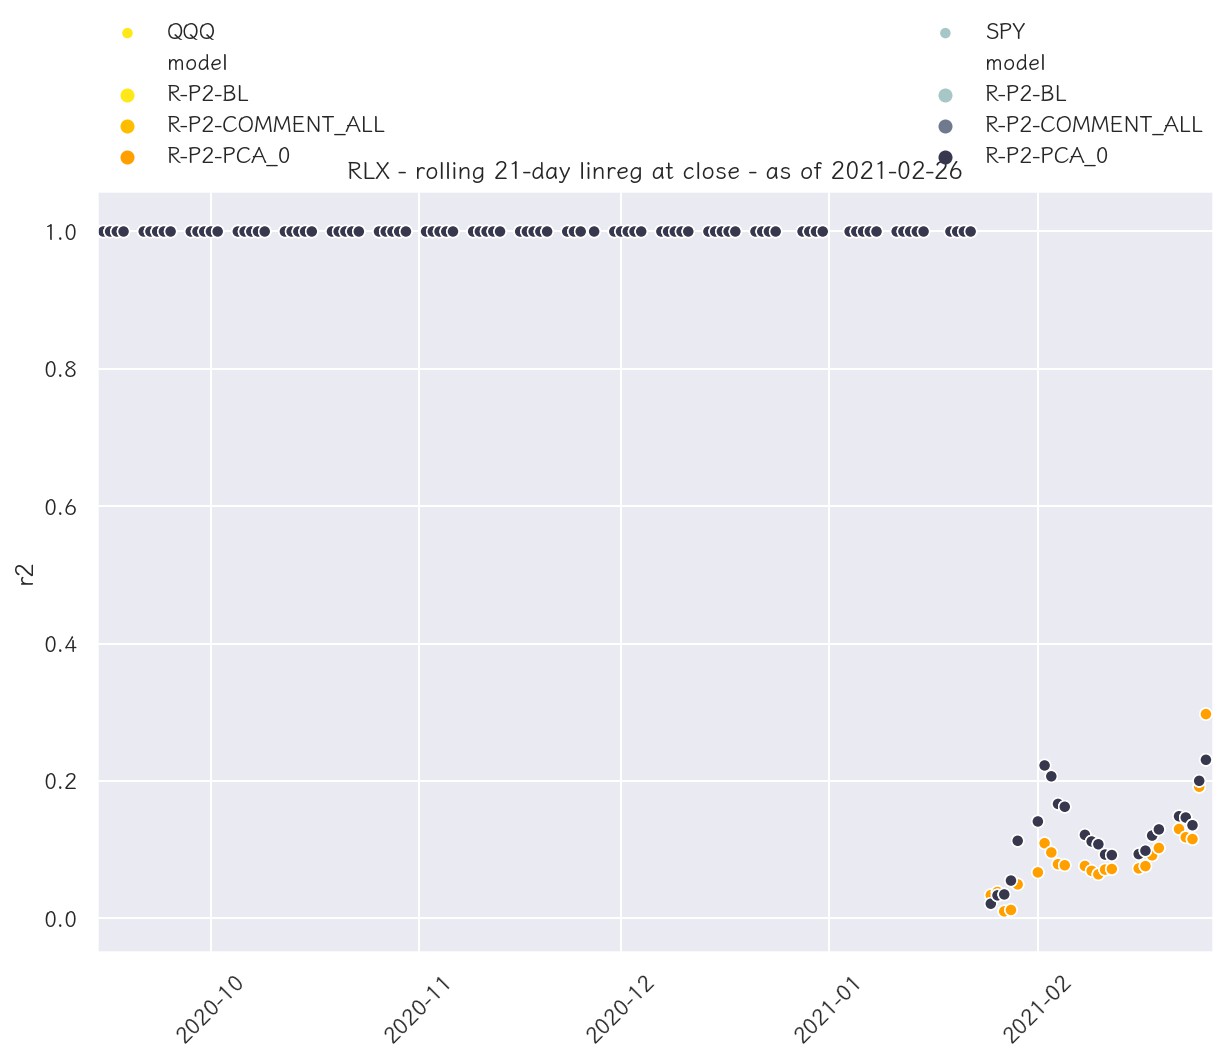 QQQ
model
R-P2-BL
R-P2-COMMENT_ALL
R-P2-PCA_0
SPY
model
R-P2-BL
R-P2-COMMENT_ALL
R-P2-PCA_0
RLX - rolling 21-day linreg at close - as of 2021-02-26
1.0
0.8
0.6
0.4
0.2
0.0
r2
2020-10
2020-11
2020-12
2021-01
2021-02